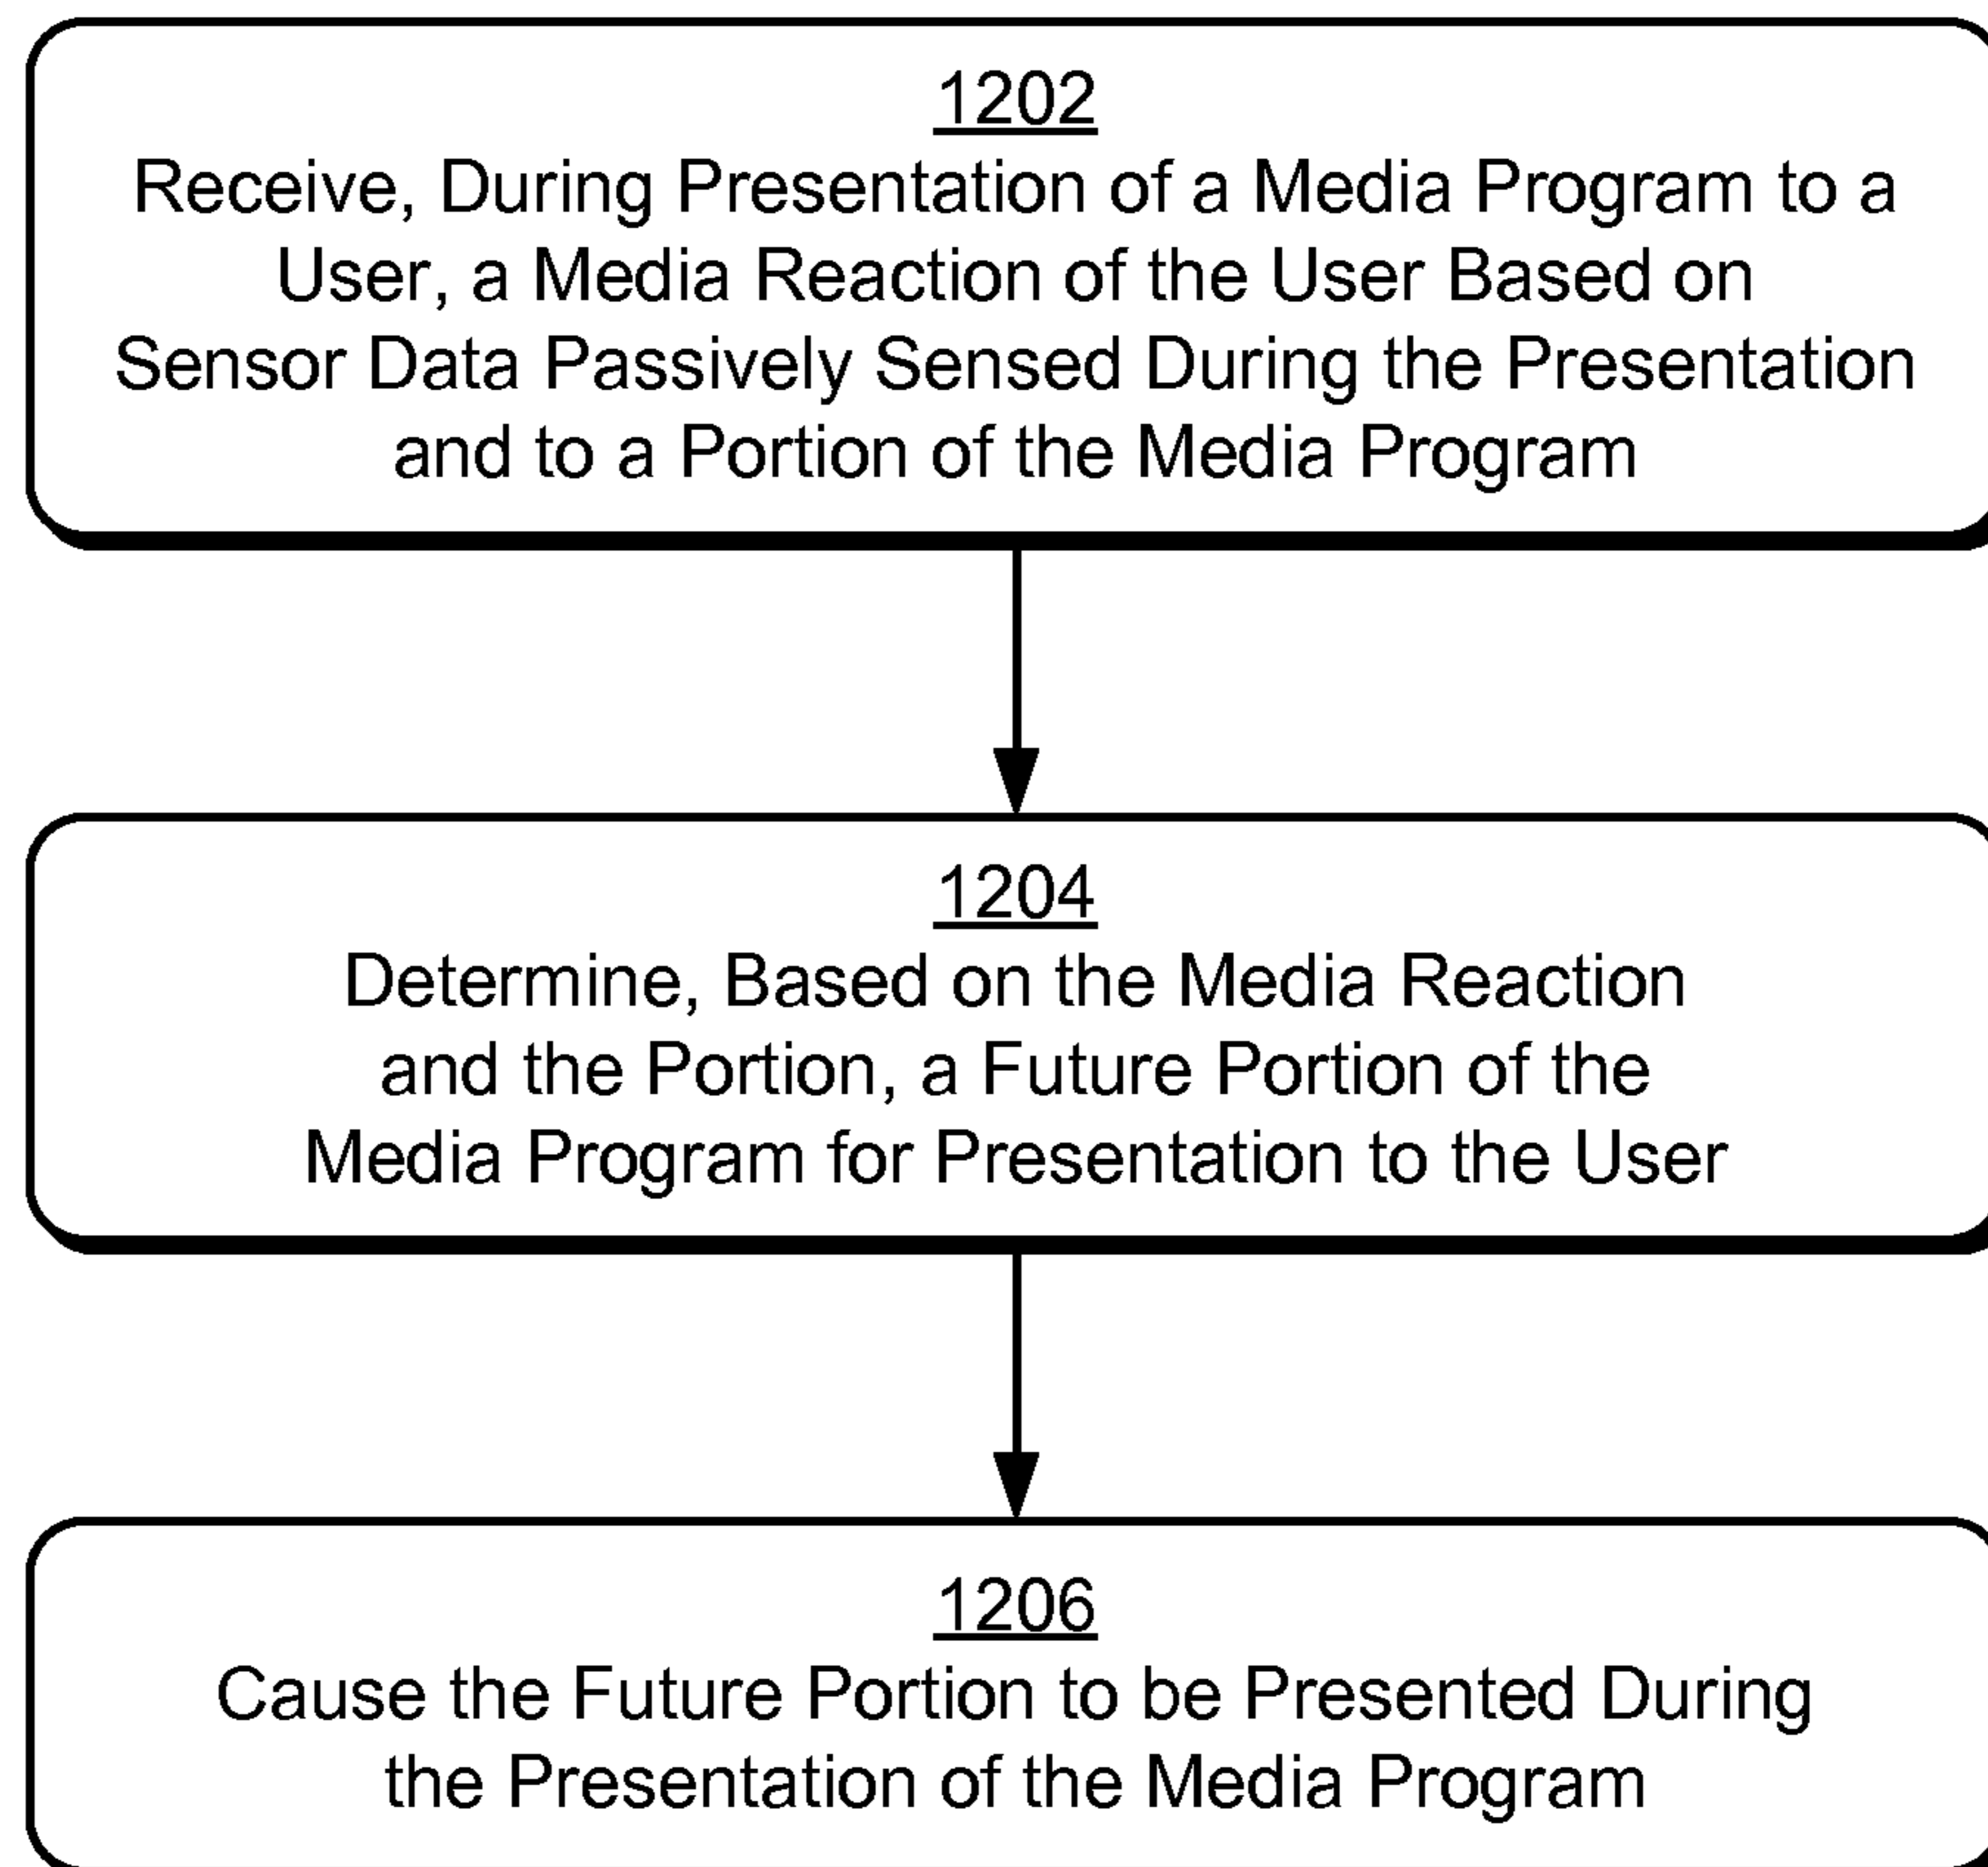 1202
Receive, During Presentation of a Media Program to a
User, a Media Reaction of the User Based on
Sensor Data Passively Sensed During the Presentation
and to a Portion of the Media Program
1204
Determine, Based on the Media Reaction
and the Portion, a Future Portion of the
Media Program for Presentation to the User
1206
Cause the Future Portion to be Presented During
the Presentation of the Media Program